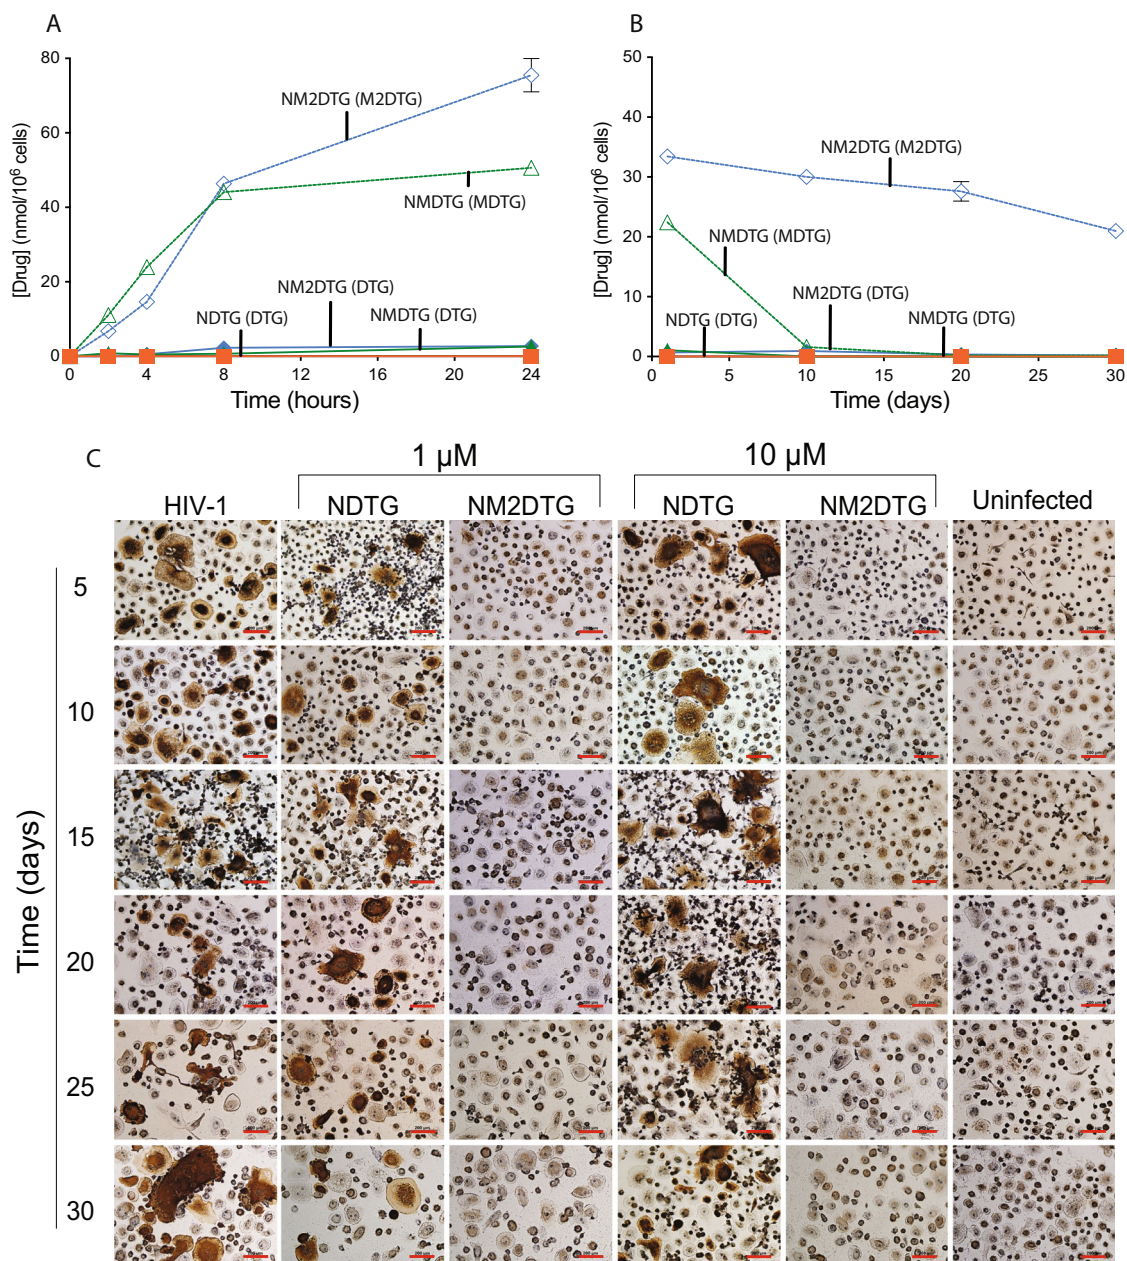 A
[Drug] (nmol/10⁶ cells)
80
60
40
20
0
NM2DTG (M2DTG)
NMDTG (MDTG)
NM2DTG (DTG)
NDTG (DTG)
NMDTG (DTG)
0 4 8 12 16 20 24
Time (hours)
B
[Drug] (nmol/10⁶ cells)
50
40
30
20
10
0
NM2DTG (M2DTG)
NMDTG (MDTG)
NM2DTG (DTG)
NDTG (DTG)
NMDTG (DTG)
0 5 10 15 20 25 30
Time (days)
C
1 µM 10 µM
HIV-1 NDTG NM2DTG NDTG NM2DTG Uninfected
Time (days)
5
10
15
20
25
30